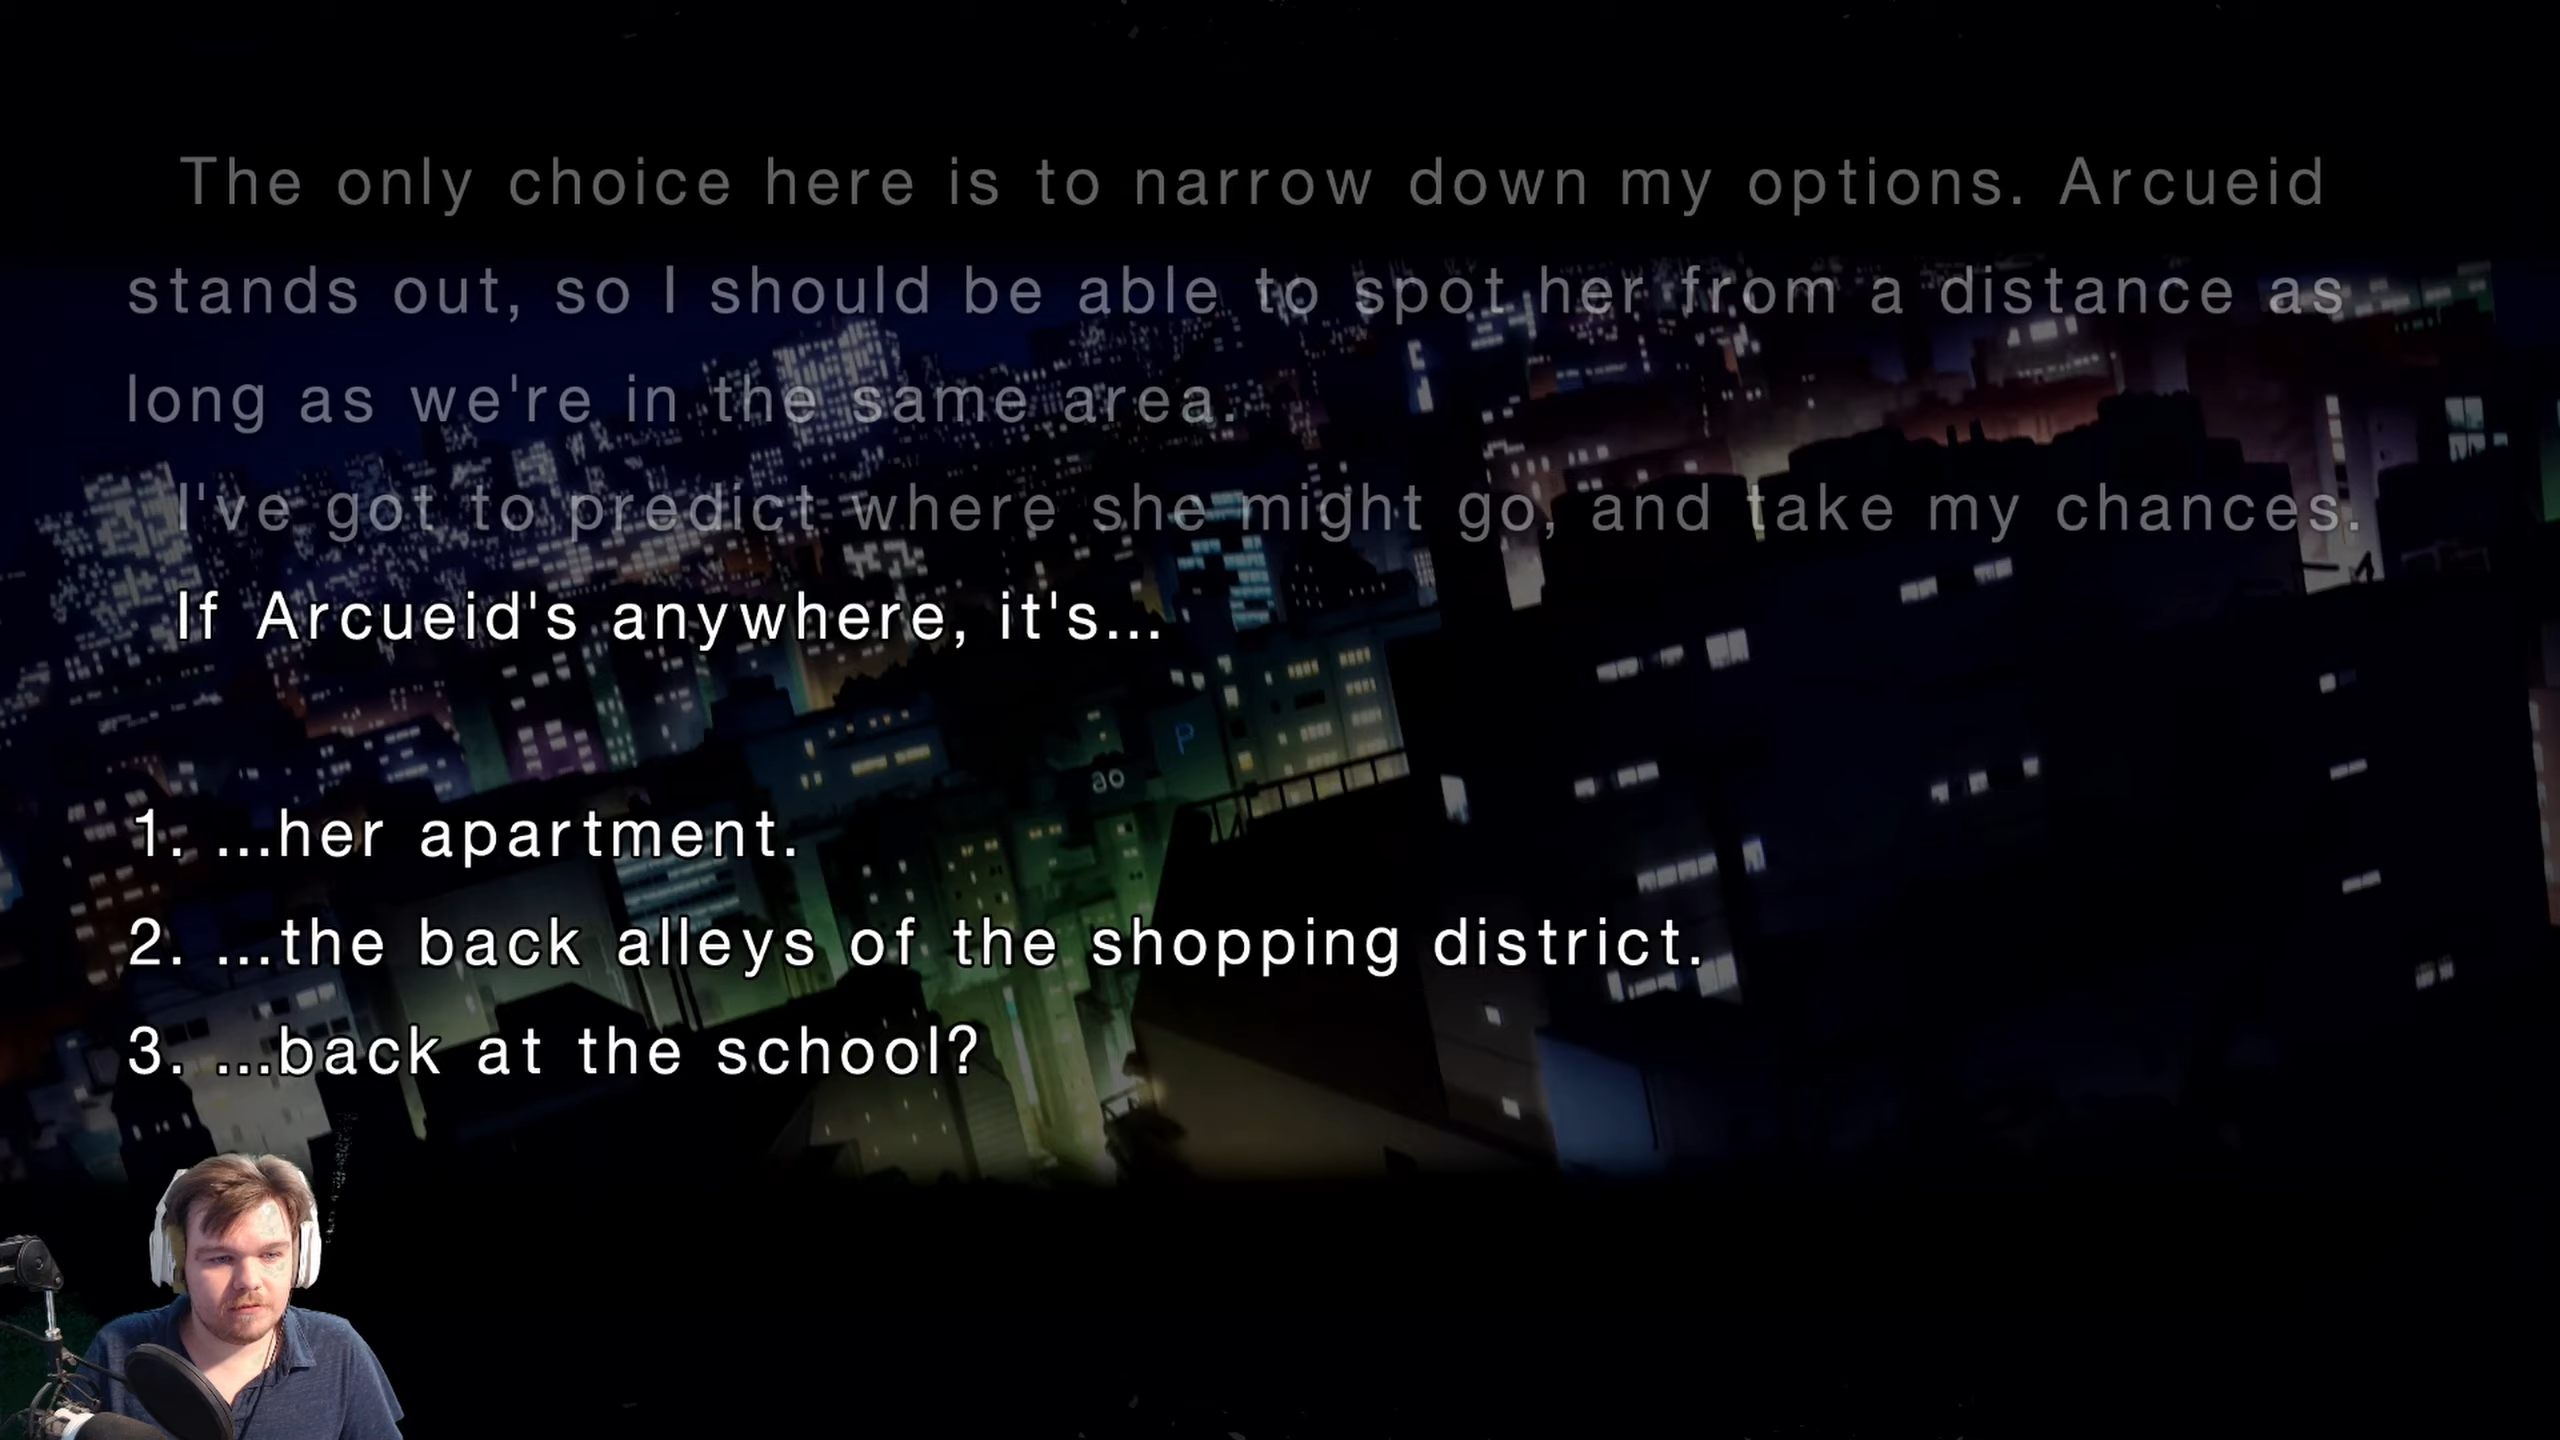 The only choice here is to narrow down my options. Arcueid
stands out, so I should be able to spot her from a distance as
long as we're in the same area.
I've got to predict where she might go, and take my chances.
If Arcueid's anywhere, it's...
P
ao
1. ...her apartment.
2. ...the back alleys of the shopping district.
3. ...back at the school?